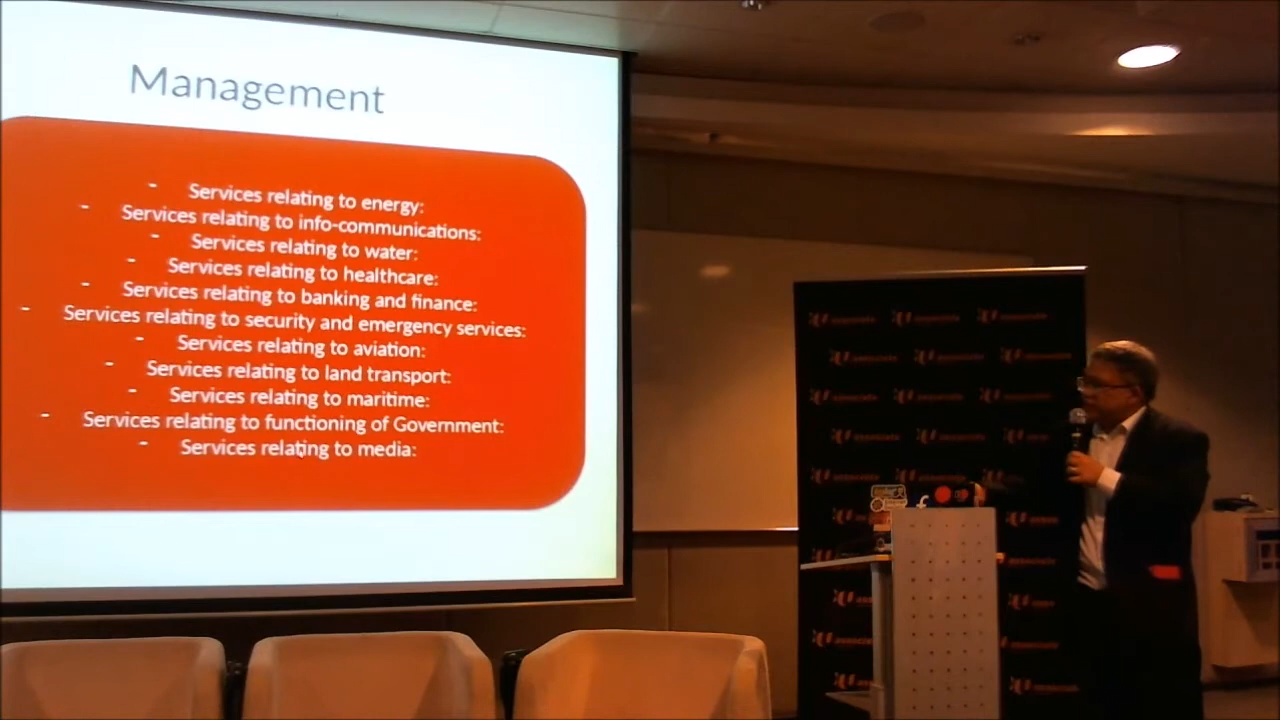 Management
- Services relating to energy:
- Services relating to info-communications:
- Services relating to water:
- Services relating to healthcare:
- Services relating to banking and finance:
- Services relating to security and emergency services:
- Services relating to aviation:
- Services relating to land transport:
- Services relating to maritime:
- Services relating to functioning of Government:
- Services relating to media: